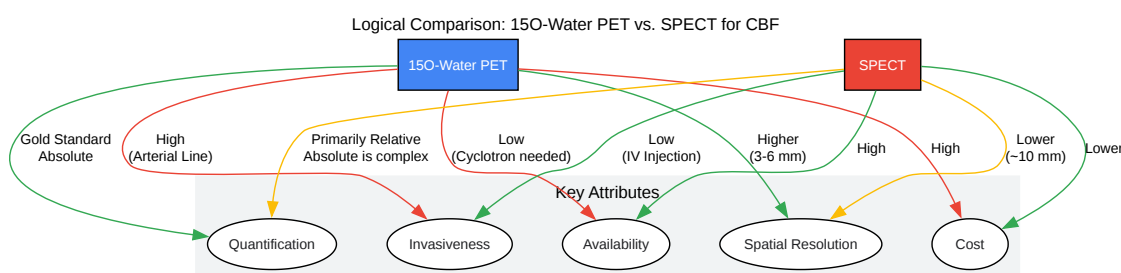 Logical Comparison: 15O-Water PET vs. SPECT for CBF
15O-Water PET
SPECT
Gold Standard
Absolute
High
(Arterial Line)
Primarily Relative
Absolute is complex
Low
(Cyclotron needed)
Low
(IV Injection)
Higher
(3-6 mm)
High
High
Lower
(~10 mm)
Lower
Key Attributes
Quantification
Invasiveness
Availability
Spatial Resolution
Cost